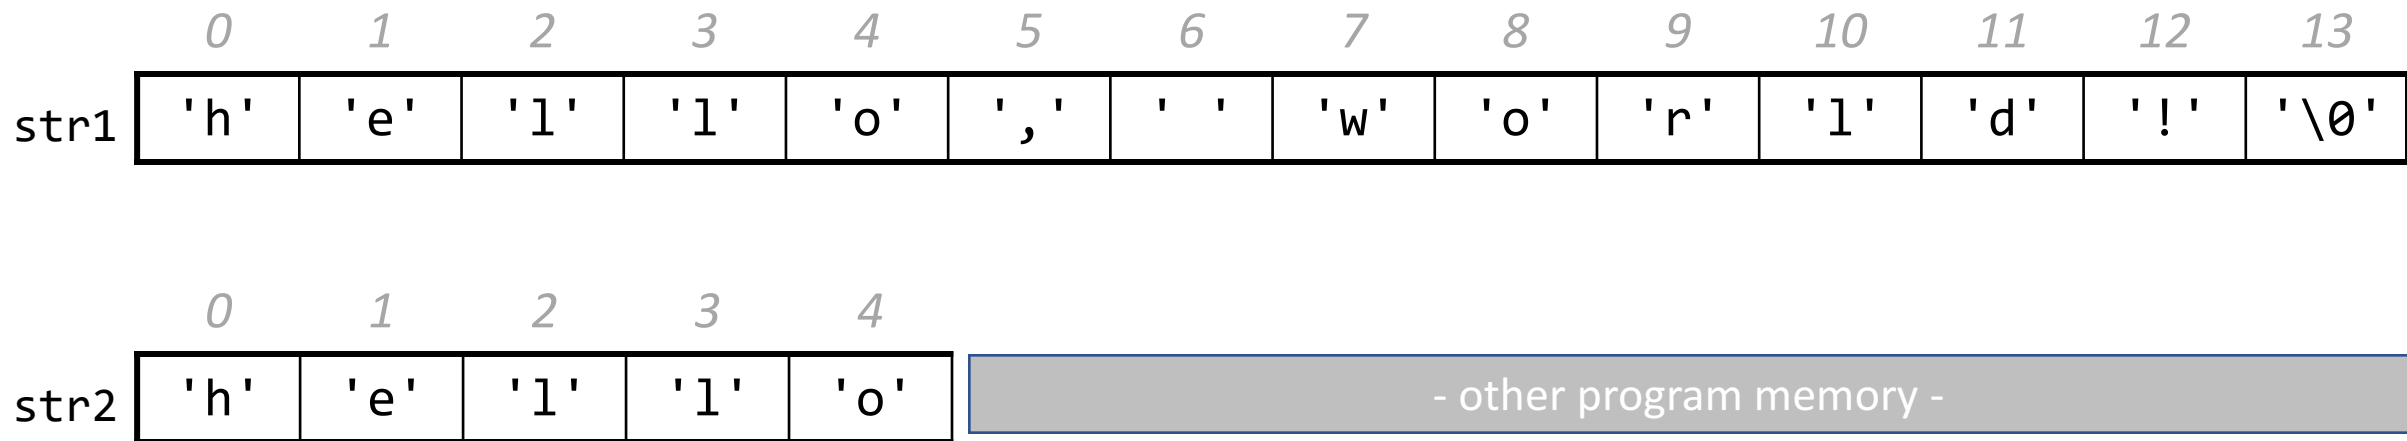 0 1 2 3 4 5 6 7 8 9 10 11 12 13
str1 'h' 'e' 'l' 'l' 'o' ',' ' ' 'w' 'o' 'r' 'l' 'd' '!' '\0'
0 1 2 3 4
str2 'h' 'e' 'l' 'l' 'o' - other program memory -